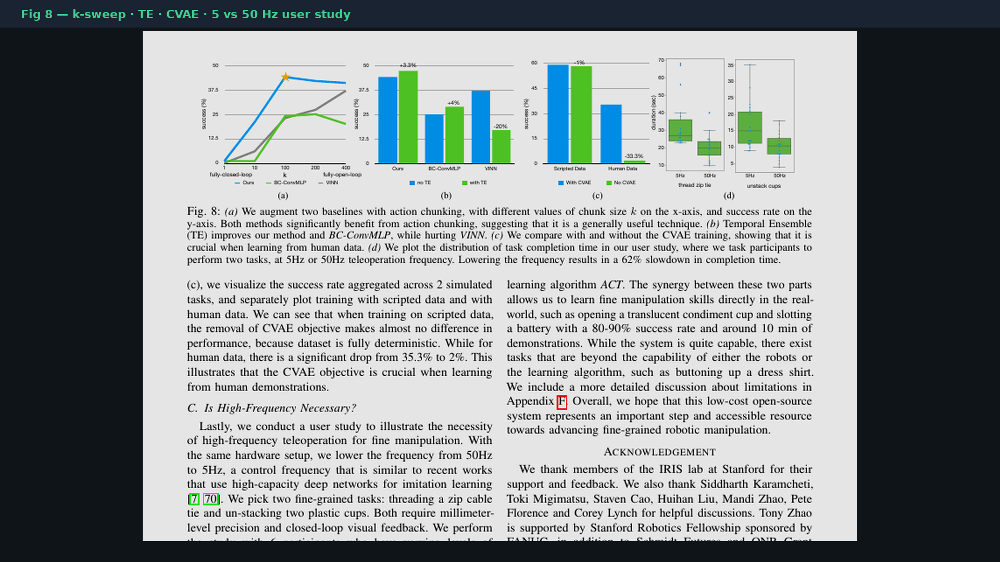 Fig 8 — k-sweep · TE · CVAE · 5 vs 50 Hz user study
50
37.5
25
12.5
0
success (%)
1 10 100 200 400
fully-closed-loop k fully-open-loop
Ours BC-ConvMLP VINN
(a)
50
37.5
25
12.5
0
success (%)
+3.3%
+4%
-20%
Ours BC-ConvMLP VINN
no TE with TE
(b)
60
45
30
15
0
success (%)
-1%
-33.3%
Scripted Data Human Data
With CVAE No CVAE
(c)
70
60
50
40
30
20
10
duration (sec)
5Hz 50Hz
thread zip tie
35
30
25
20
15
10
5
5Hz 50Hz
unstack cups
(d)
Fig. 8: (a) We augment two baselines with action chunking, with different values of chunk size k on the x-axis, and success rate on the
y-axis. Both methods significantly benefit from action chunking, suggesting that it is a generally useful technique. (b) Temporal Ensemble
(TE) improves our method and BC-ConvMLP, while hurting VINN. (c) We compare with and without the CVAE training, showing that it is
crucial when learning from human data. (d) We plot the distribution of task completion time in our user study, where we task participants to
perform two tasks, at 5Hz or 50Hz teleoperation frequency. Lowering the frequency results in a 62% slowdown in completion time.
(c), we visualize the success rate aggregated across 2 simulated
tasks, and separately plot training with scripted data and with
human data. We can see that when training on scripted data,
the removal of CVAE objective makes almost no difference in
performance, because dataset is fully deterministic. While for
human data, there is a significant drop from 35.3% to 2%. This
illustrates that the CVAE objective is crucial when learning
from human demonstrations.
C. Is High-Frequency Necessary?
Lastly, we conduct a user study to illustrate the necessity
of high-frequency teleoperation for fine manipulation. With
the same hardware setup, we lower the frequency from 50Hz
to 5Hz, a control frequency that is similar to recent works
that use high-capacity deep networks for imitation learning
[7 70]. We pick two fine-grained tasks: threading a zip cable
tie and un-stacking two plastic cups. Both require millimeter-
level precision and closed-loop visual feedback. We perform
the study with 6 participants who have varying levels of
learning algorithm ACT. The synergy between these two parts
allows us to learn fine manipulation skills directly in the real-
world, such as opening a translucent condiment cup and slotting
a battery with a 80-90% success rate and around 10 min of
demonstrations. While the system is quite capable, there exist
tasks that are beyond the capability of either the robots or
the learning algorithm, such as buttoning up a dress shirt.
We include a more detailed discussion about limitations in
Appendix F. Overall, we hope that this low-cost open-source
system represents an important step and accessible resource
towards advancing fine-grained robotic manipulation.
ACKNOWLEDGEMENT
We thank members of the IRIS lab at Stanford for their
support and feedback. We also thank Siddharth Karamcheti,
Toki Migimatsu, Staven Cao, Huihan Liu, Mandi Zhao, Pete
Florence and Corey Lynch for helpful discussions. Tony Zhao
is supported by Stanford Robotics Fellowship sponsored by
FANUC, in addition to Schmidt Futures and ONR Grant